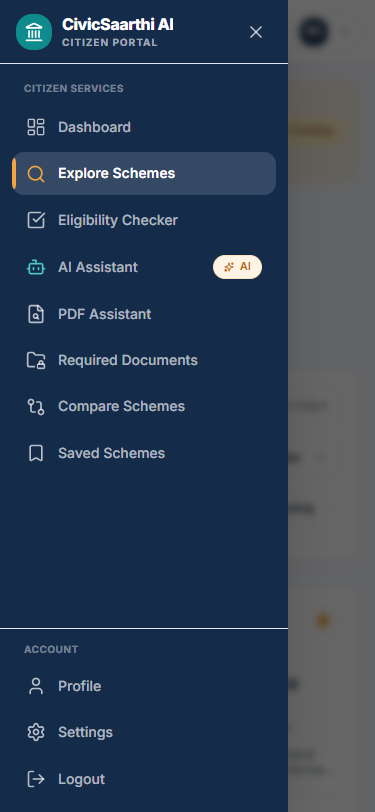 CivicSaarthi AI
CITIZEN PORTAL
CITIZEN SERVICES
Dashboard
Explore Schemes
Eligibility Checker
AI Assistant
AI
PDF Assistant
Required Documents
Compare Schemes
Saved Schemes
ACCOUNT
Profile
Settings
Logout